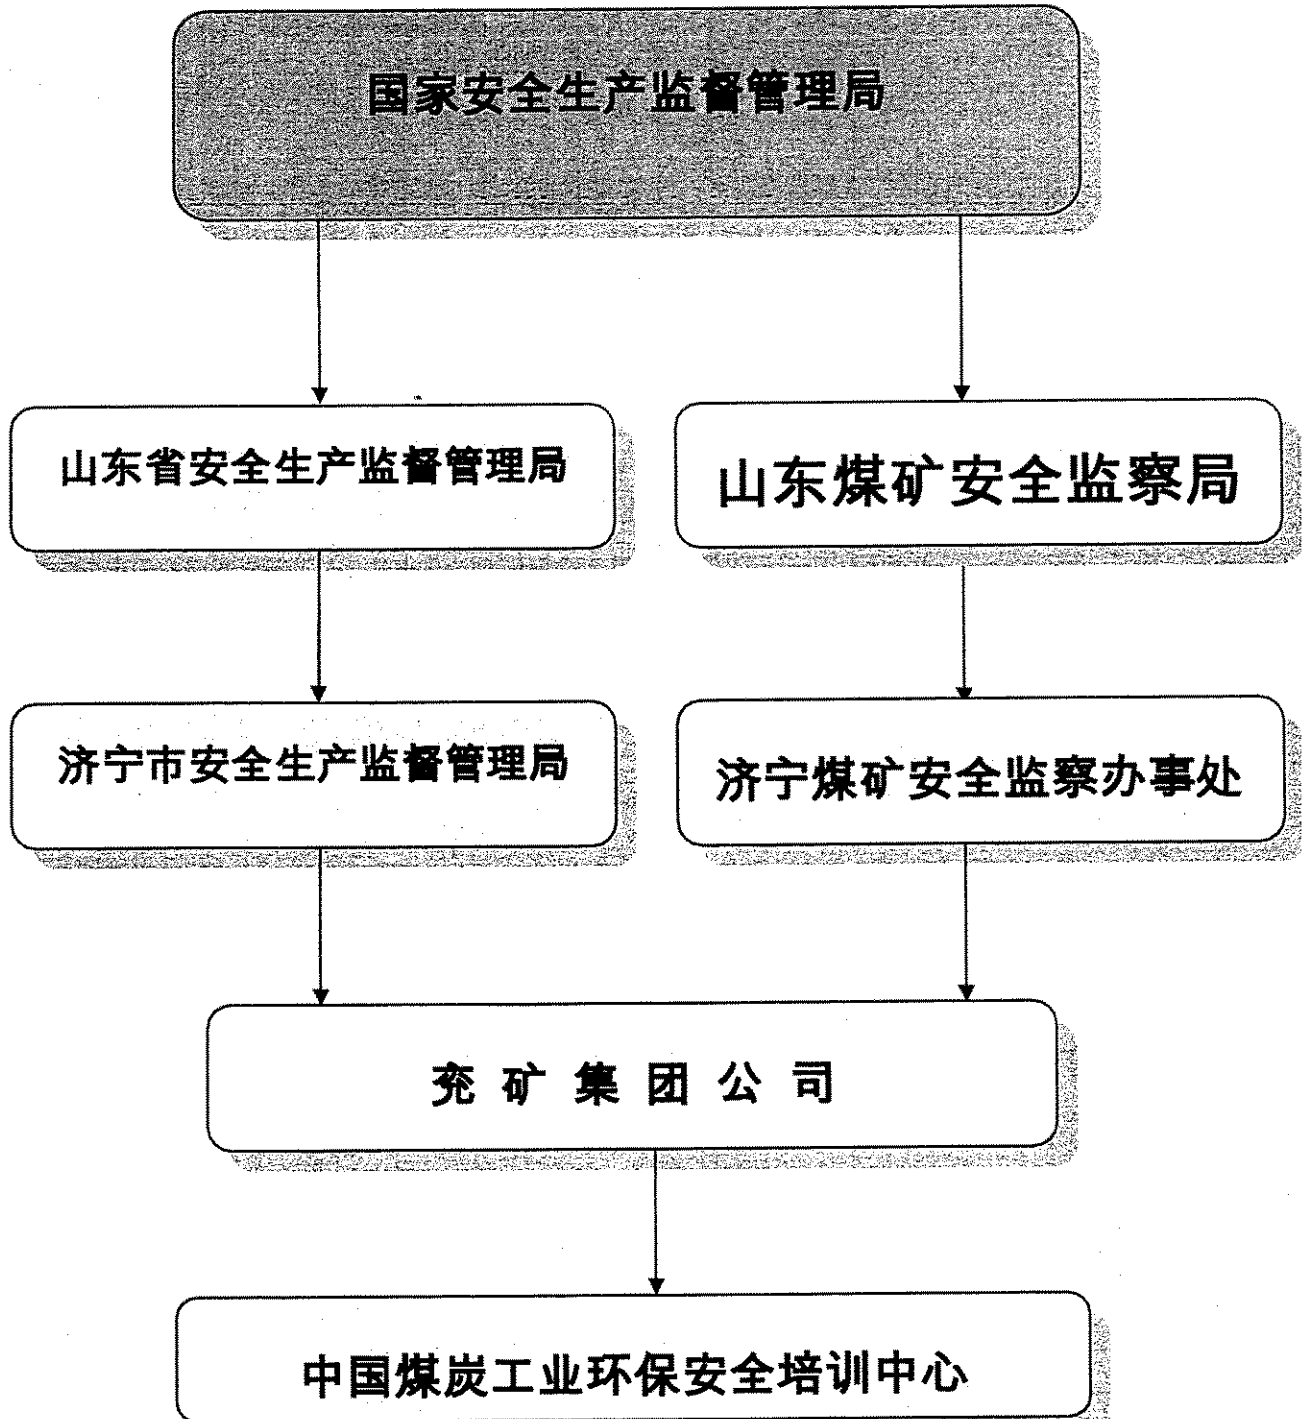 国家安全生产监督管理局
山东省安全生产监督管理局
山东煤矿安全监察局
济宁市安全生产监督管理局
济宁煤矿安全监察办事处
兖矿集团公司
中国煤炭工业环保安全培训中心